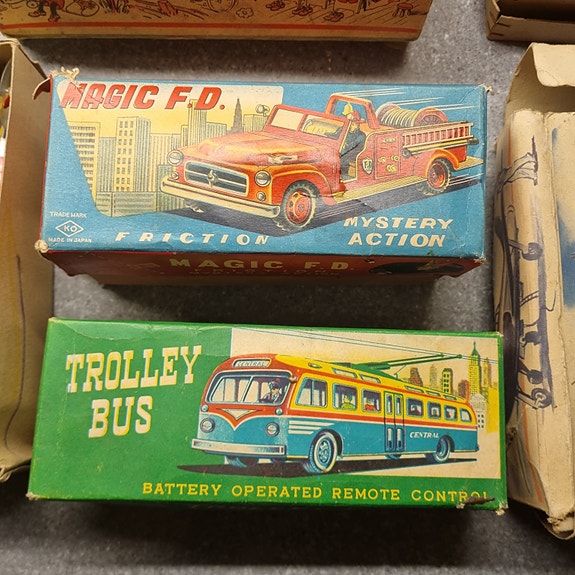 MAGIC F.D.
TRADE MARK
KO
MADE IN JAPAN
FRICTION
MYSTERY
ACTION
MAGIC F.D.
TROLLEY
BUS
CENTRAL
CENTRAL
BATTERY OPERATED REMOTE CONTROL